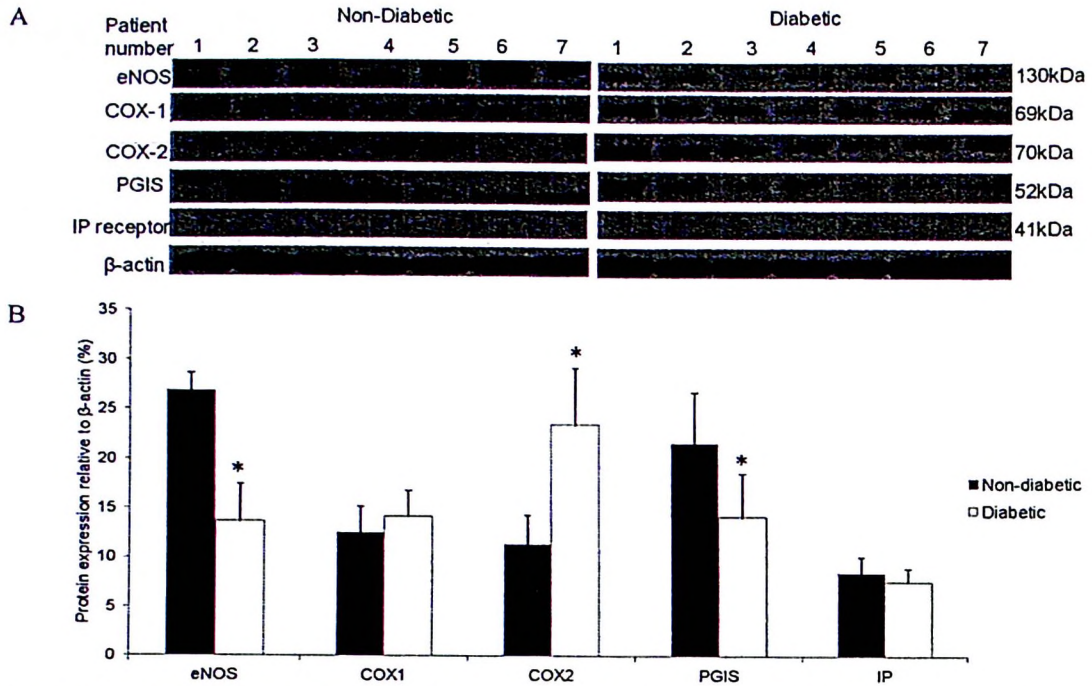 A
Non-Diabetic
Diabetic
Patient number
1 2 3 4 5 6 7
1 2 3 4 5 6 7
eNOS
130kDa
COX-1
69kDa
COX-2
70kDa
PGIS
52kDa
IP receptor
41kDa
β-actin
B
Protein expression relative to β-actin (%)
35
30
25
20
15
10
5
0
*
*
*
Non-diabetic
Diabetic
eNOS
COX1
COX2
PGIS
IP